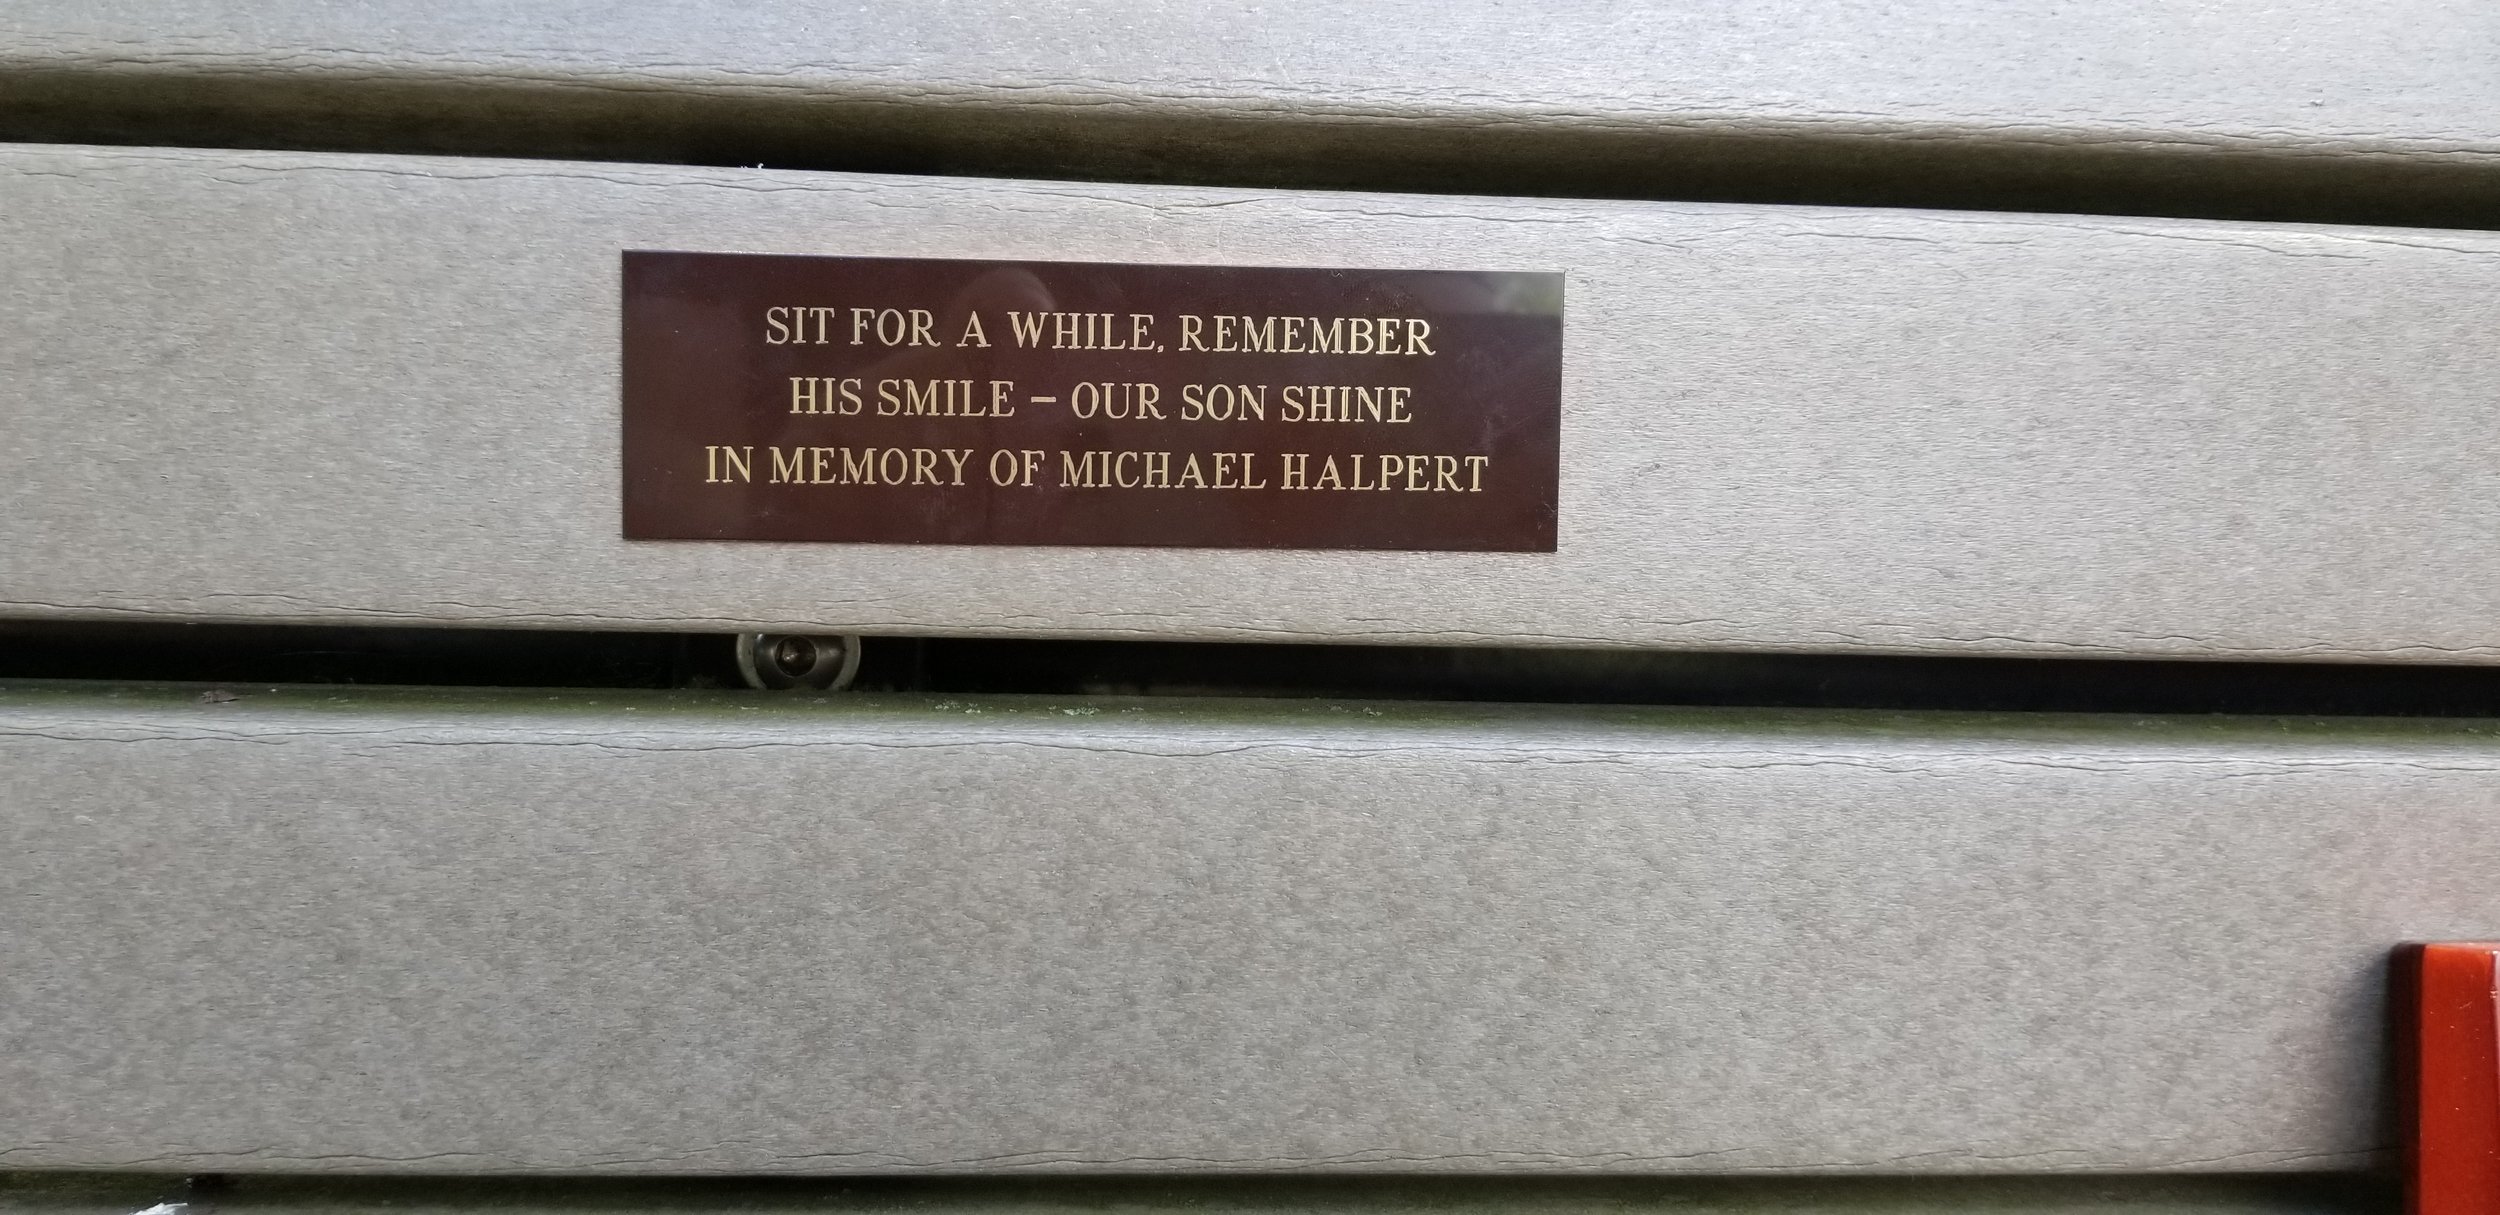 SIT FOR A WHILE, REMEMBER
HIS SMILE – OUR SON SHINE
IN MEMORY OF MICHAEL HALPERT